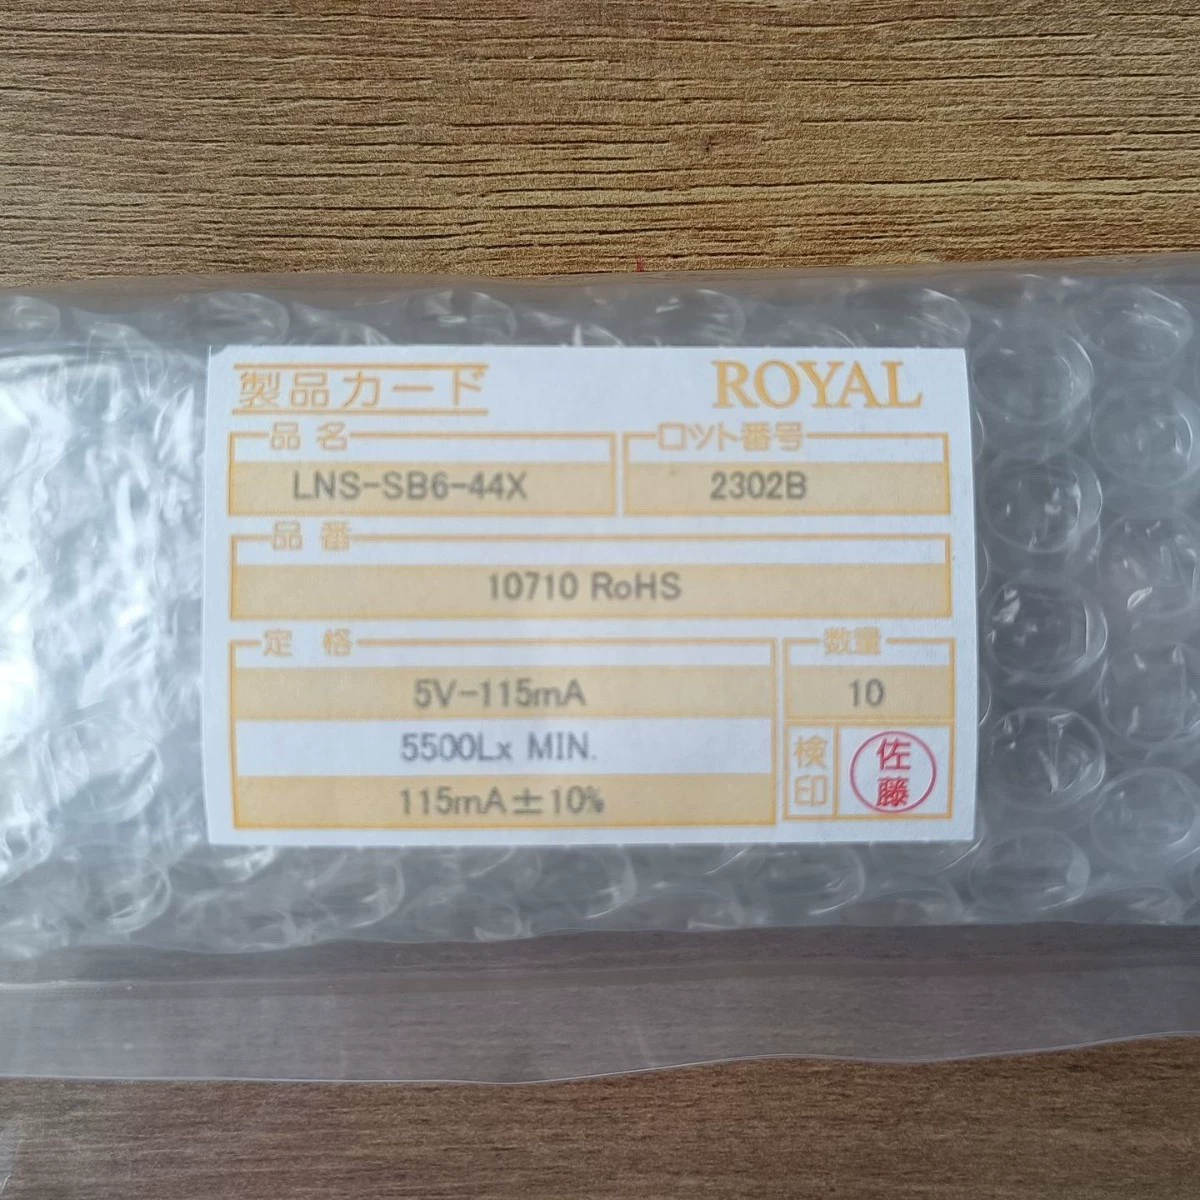 製品カード
ROYAL
品名
ロット番号
LNS-SB6-44X
2302B
品番
10710 RoHS
定格
数量
5V-115mA
10
5500Lx MIN.
検印
佐藤
115mA±10%